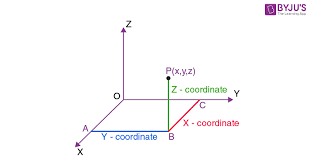 BYJU'S
The Learning App
Z
P(x,y,z)
Z - coordinate
O
Y
C
X - coordinate
A
Y - coordinate
B
X